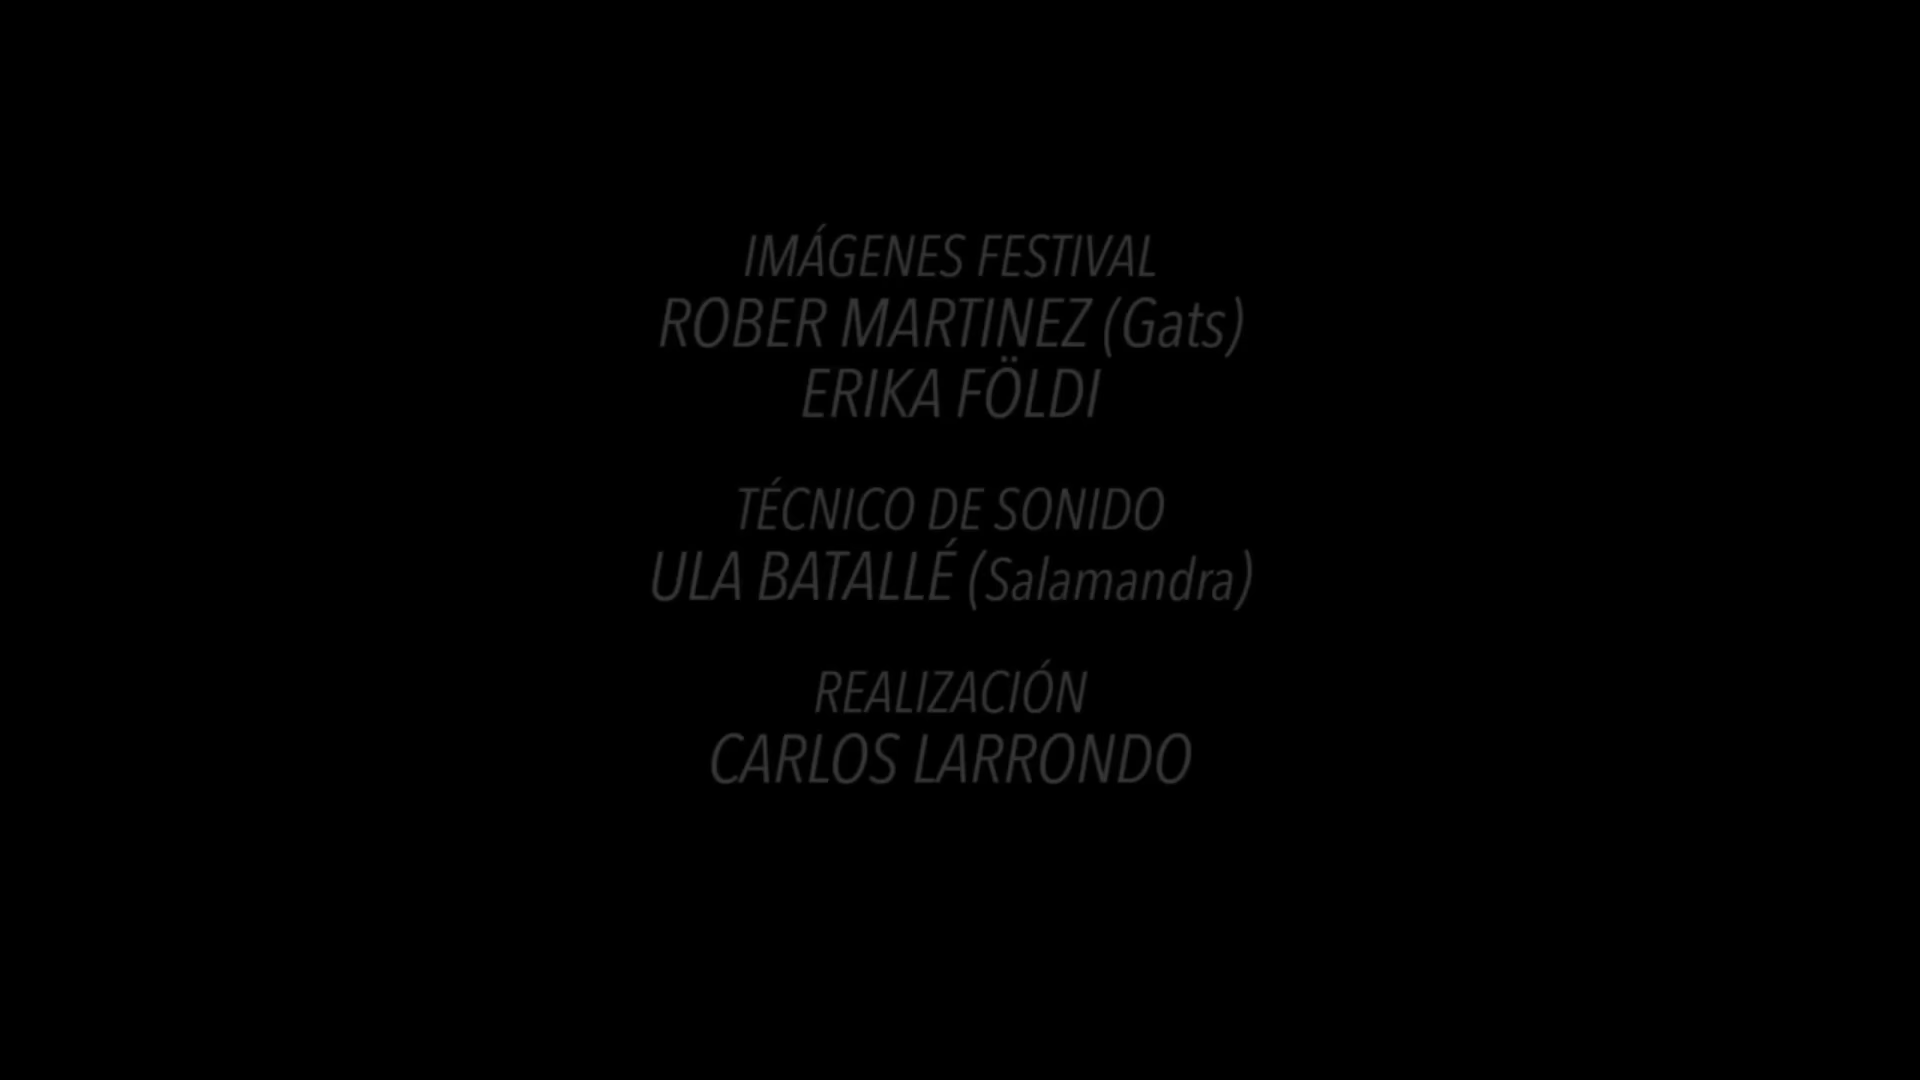 IMÁGENES FESTIVAL
ROBER MARTINEZ (Gats)
ERIKA FÖLDI
TÉCNICO DE SONIDO
ULA BATALLÉ (Salamandra)
REALIZACIÓN
CARLOS LARRONDO